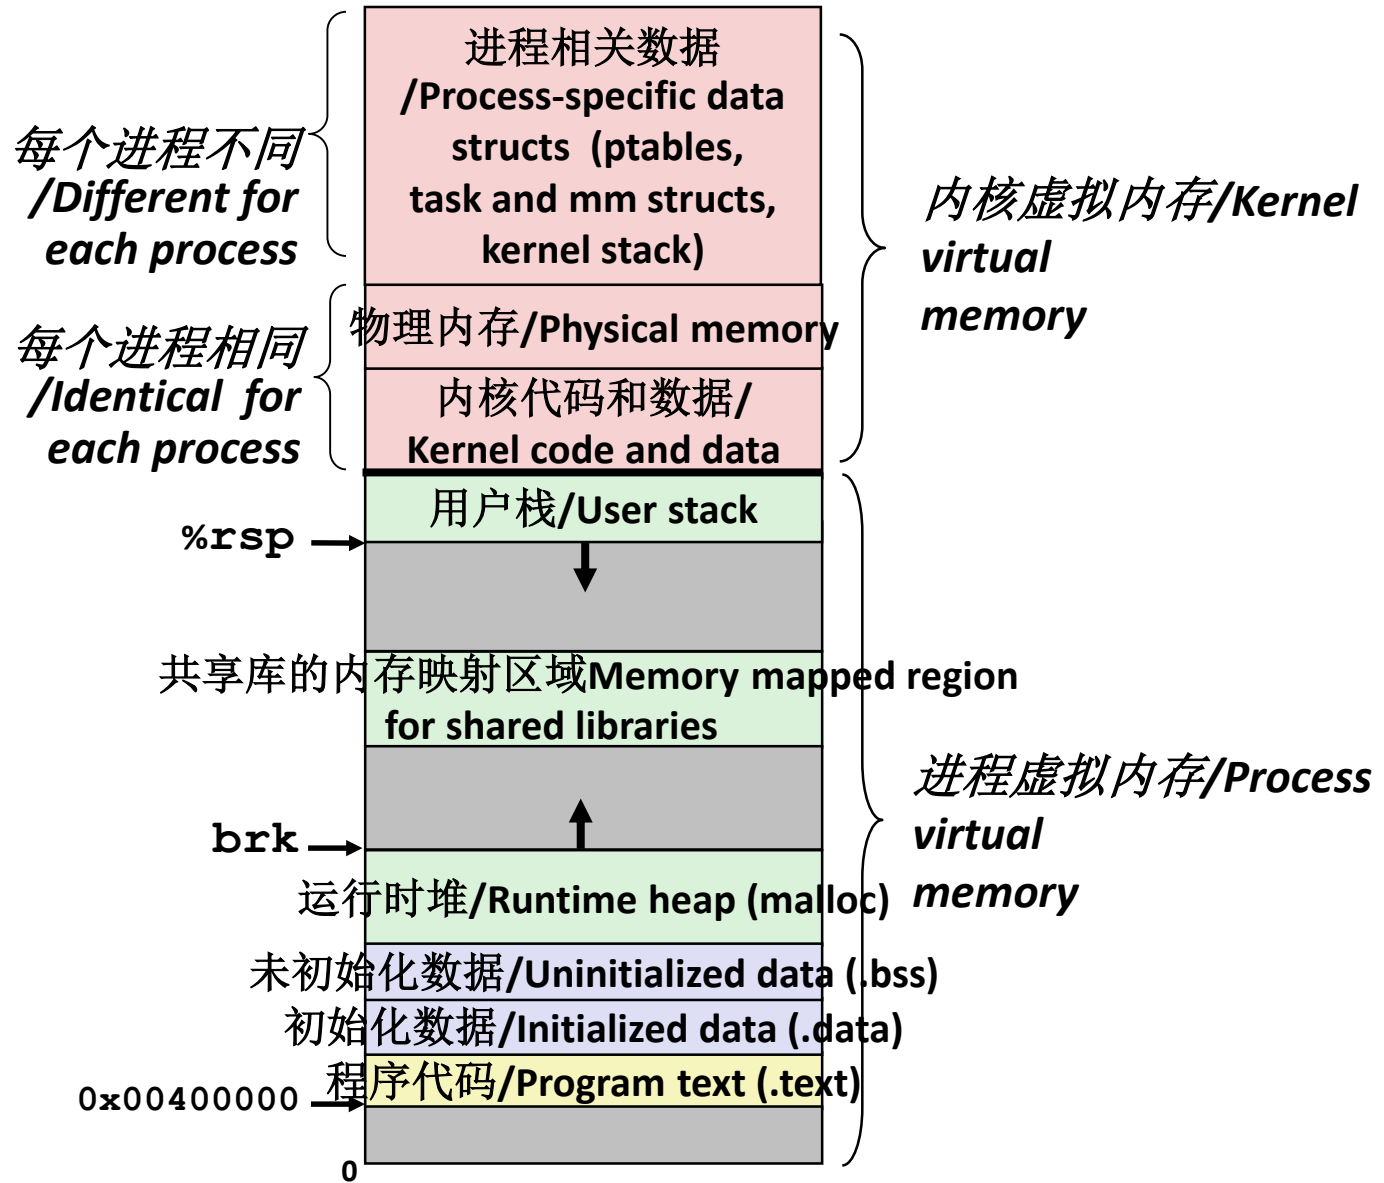 进程相关数据
/Process-specific data
structs (ptables,
task and mm structs,
kernel stack)
每个进程不同
/Different for
each process
内核虚拟内存/Kernel
virtual
memory
物理内存/Physical memory
每个进程相同
/Identical for
each process
内核代码和数据/
Kernel code and data
用户栈/User stack
%rsp
共享库的内存映射区域Memory mapped region
for shared libraries
进程虚拟内存/Process
virtual
memory
brk
运行时堆/Runtime heap (malloc)
未初始化数据/Uninitialized data (.bss)
初始化数据/Initialized data (.data)
程序代码/Program text (.text)
0x00400000
0